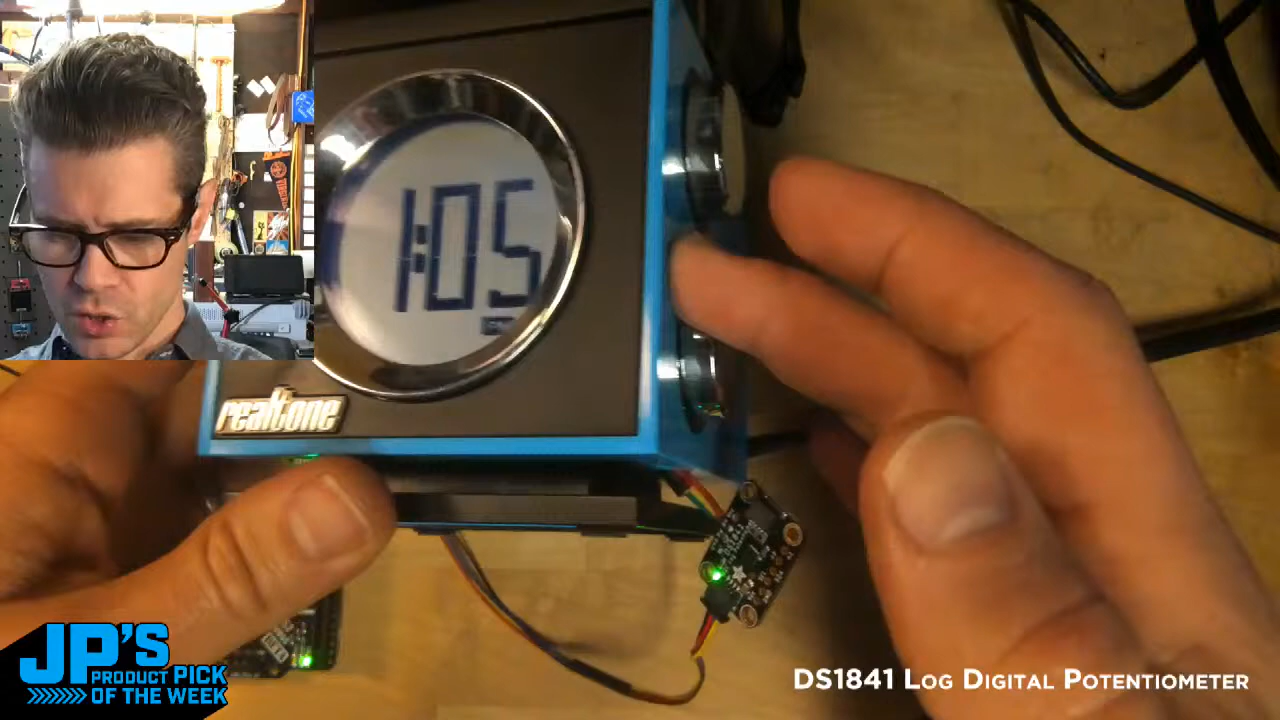 1:05
realtone
JP'S
PRODUCT PICK
OF THE WEEK
DS1841 Log Digital Potentiometer